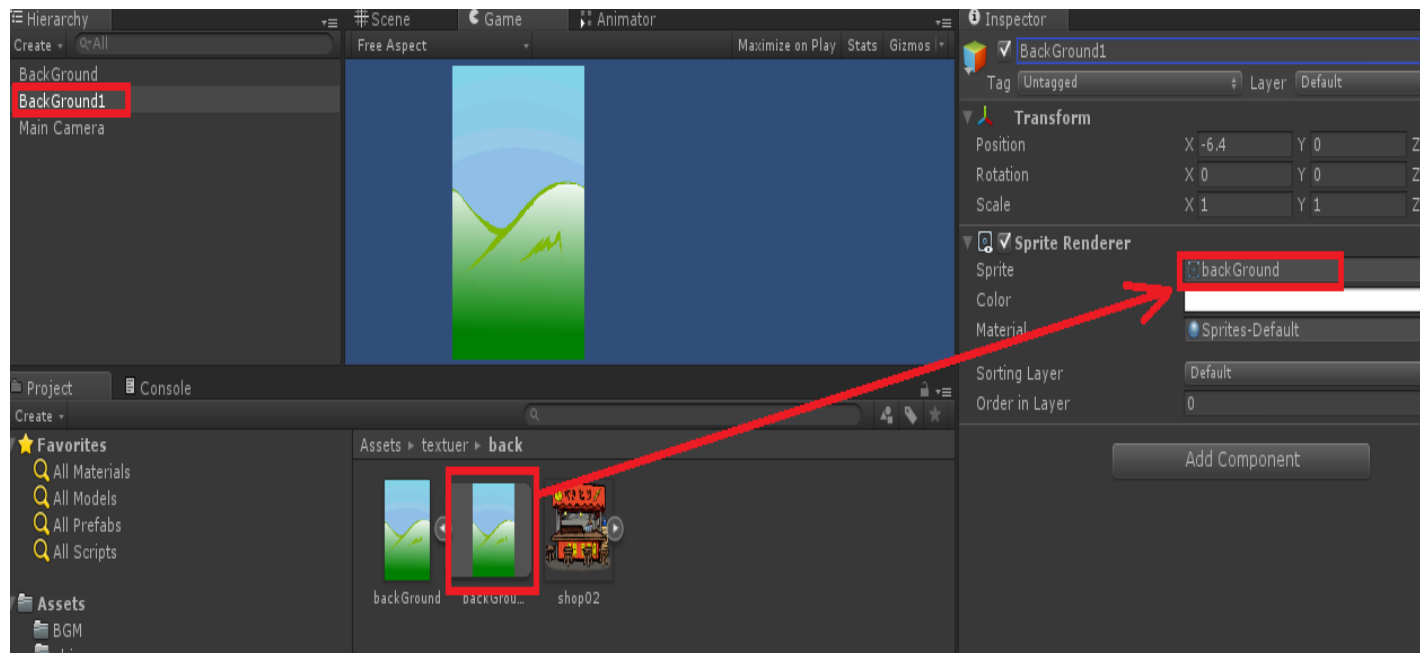 Hierarchy
Create All
BackGround
BackGround1
Main Camera
Scene Game Animator
Free Aspect Maximize on Play Stats Gizmos
Inspector
BackGround1
Tag Untagged Layer Default
Transform
Position X -6.4 Y 0 Z
Rotation X 0 Y 0 Z
Scale X 1 Y 1 Z
Sprite Renderer
Sprite backGround
Color
Material Sprites-Default
Sorting Layer Default
Order in Layer 0
Add Component
Project Console
Create
Favorites
All Materials
All Models
All Prefabs
All Scripts
Assets
BGM
Assets ▸ textuer ▸ back
backGround backGrou... shop02